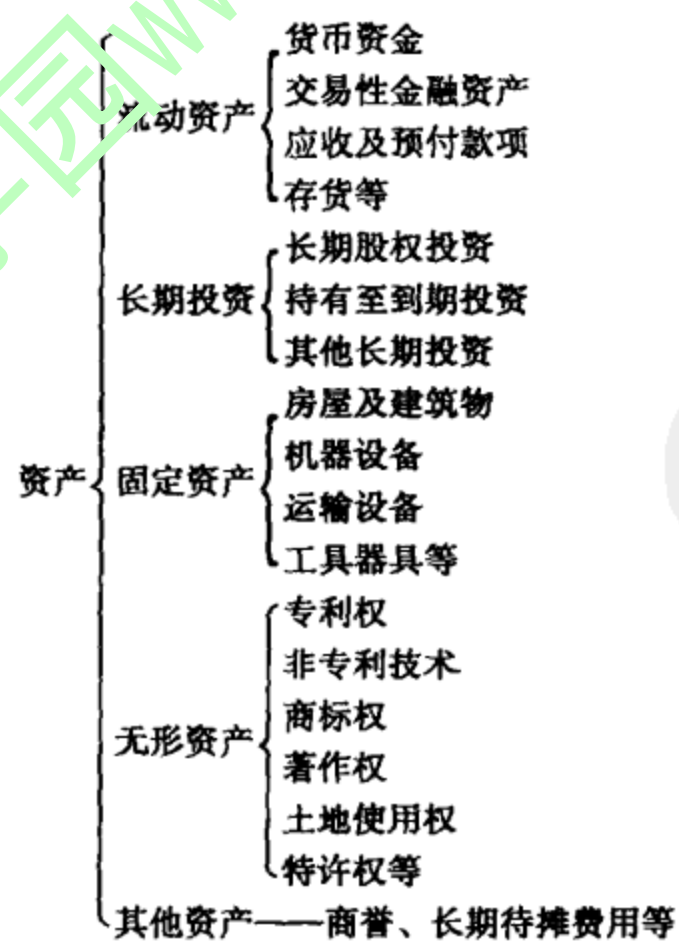 货币资金
流动资产
交易性金融资产
应收及预付款项
存货等
长期股权投资
长期投资
持有至到期投资
其他长期投资
房屋及建筑物
机器设备
资产
固定资产
运输设备
工具器具等
专利权
非专利技术
商标权
无形资产
著作权
土地使用权
特许权等
其他资产——商誉、长期待摊费用等
园W